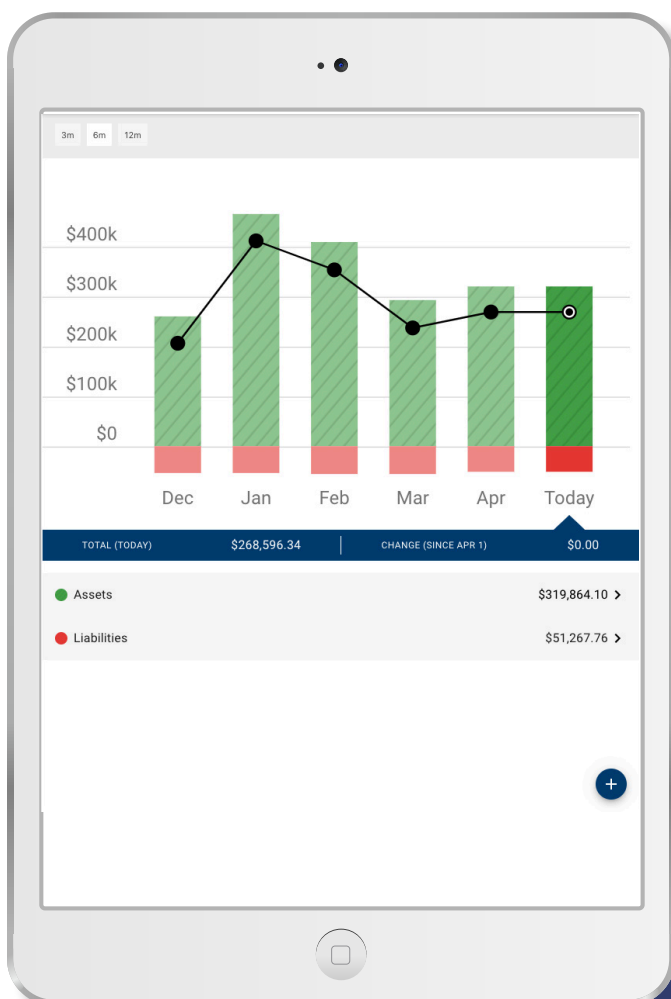 3m 6m 12m
$400k
$300k
$200k
$100k
$0
Dec Jan Feb Mar Apr Today
TOTAL (TODAY) $268,596.34 CHANGE (SINCE APR 1) $0.00
Assets $319,864.10
Liabilities $51,267.76